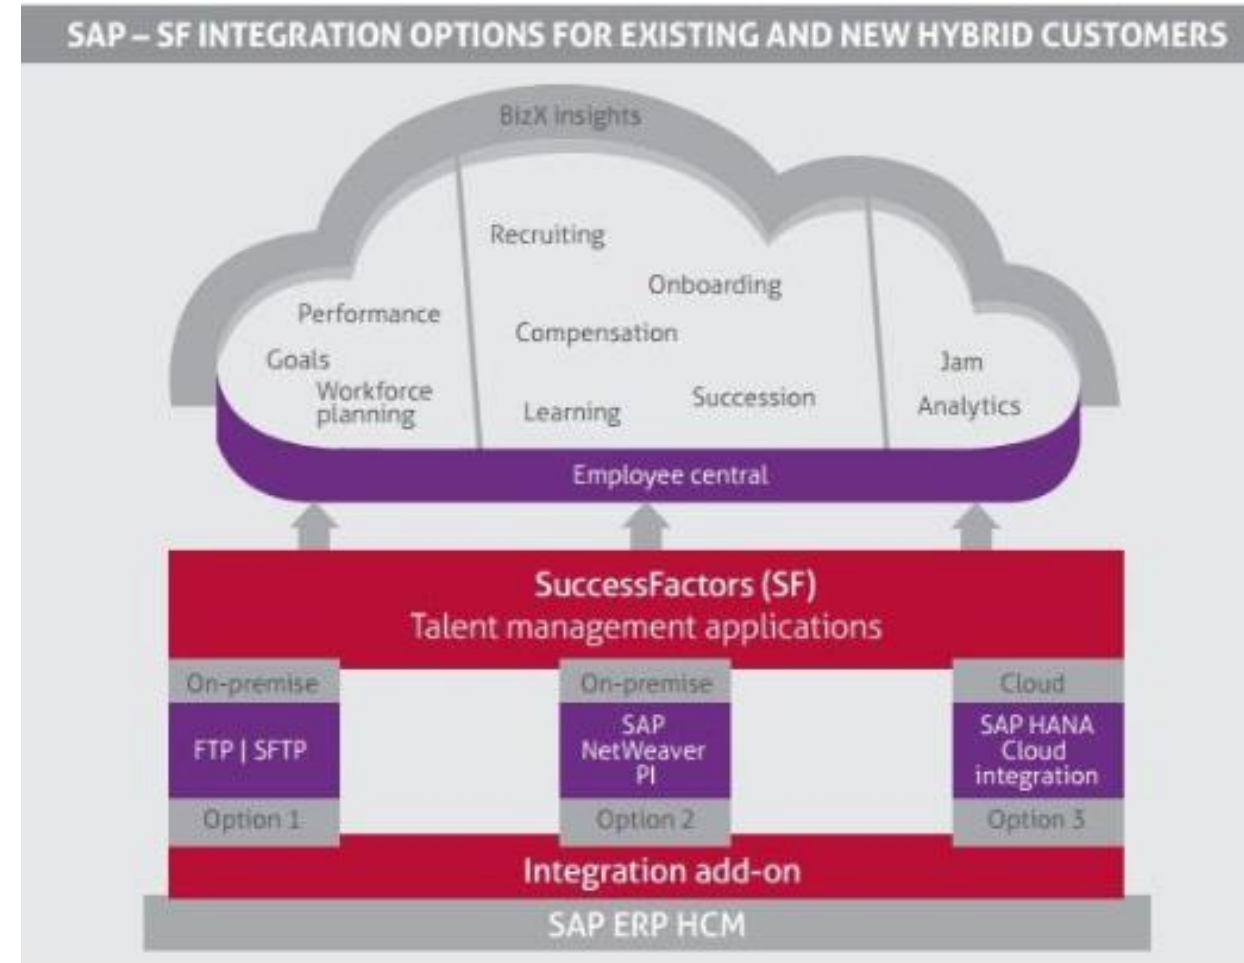 SAP – SF INTEGRATION OPTIONS FOR EXISTING AND NEW HYBRID CUSTOMERS
BizX insights
Recruiting
Onboarding
Performance
Compensation
Goals
Workforce
planning
Learning
Succession
Jam
Analytics
Employee central
SuccessFactors (SF)
Talent management applications
On-premise
FTP | SFTP
Option 1
On-premise
SAP
NetWeaver
PI
Option 2
Cloud
SAP HANA
Cloud
integration
Option 3
Integration add-on
SAP ERP HCM